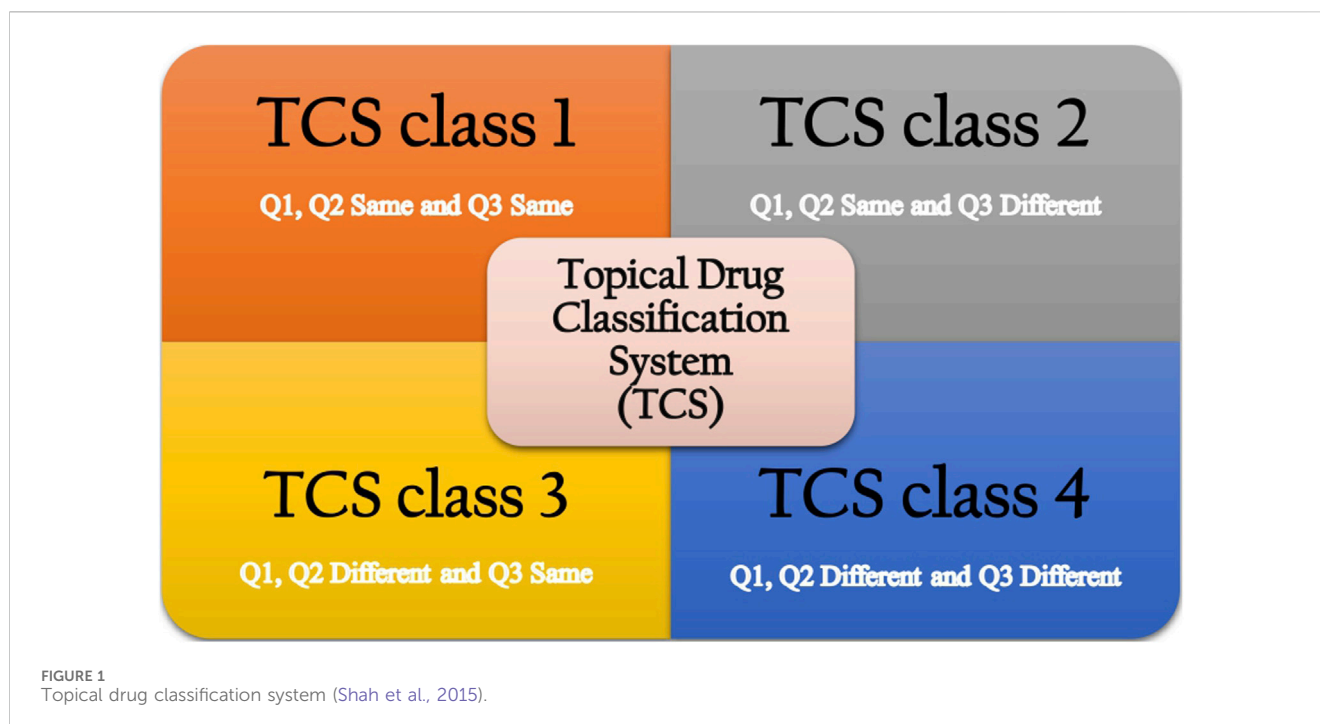 TCS class 1
Q1, Q2 Same and Q3 Same
TCS class 2
Q1, Q2 Same and Q3 Different
Topical Drug
Classification
System
(TCS)
TCS class 3
Q1, Q2 Different and Q3 Same
TCS class 4
Q1, Q2 Different and Q3 Different
FIGURE 1
Topical drug classification system (Shah et al., 2015).